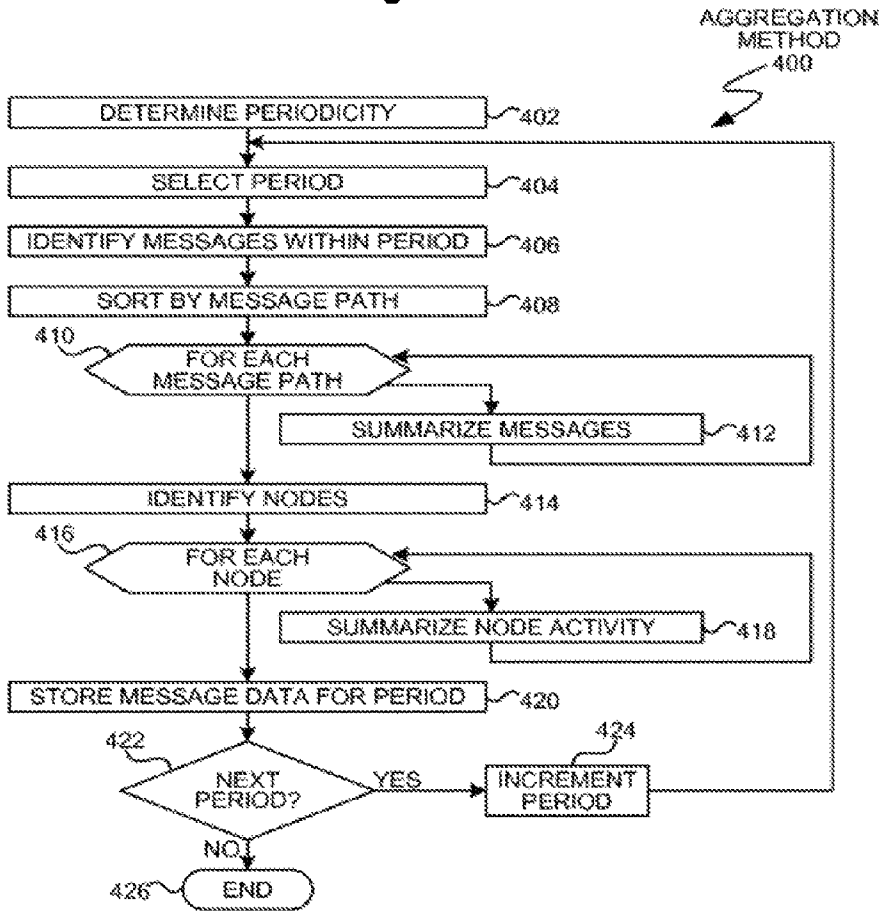 AGGREGATION
METHOD
400
DETERMINE PERIODICITY
402
SELECT PERIOD
404
IDENTIFY MESSAGES WITHIN PERIOD
406
SORT BY MESSAGE PATH
408
410
FOR EACH
MESSAGE PATH
SUMMARIZE MESSAGES
412
IDENTIFY NODES
414
416
FOR EACH
NODE
SUMMARIZE NODE ACTIVITY
418
STORE MESSAGE DATA FOR PERIOD
420
422
NEXT
PERIOD?
YES
424
INCREMENT
PERIOD
NO
426
END